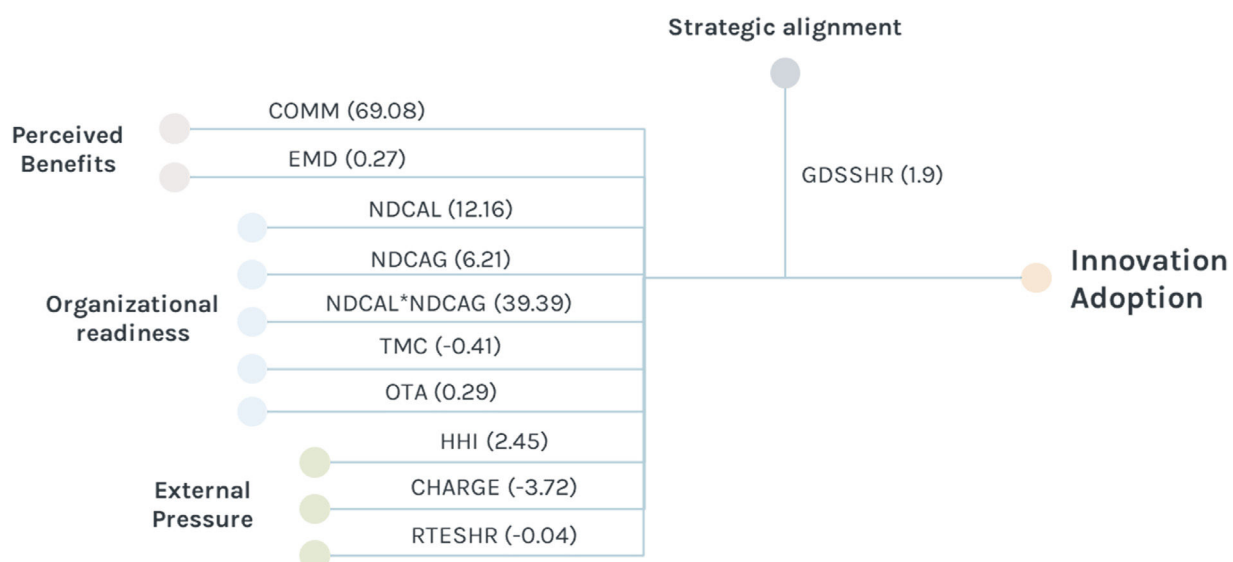 Strategic alignment
GDSSHR (1.9)
Perceived
Benefits
COMM (69.08)
EMD (0.27)
Organizational
readiness
NDCAL (12.16)
NDCAG (6.21)
NDCAL*NDCAG (39.39)
TMC (-0.41)
OTA (0.29)
External
Pressure
HHI (2.45)
CHARGE (-3.72)
RTESHR (-0.04)
Innovation
Adoption